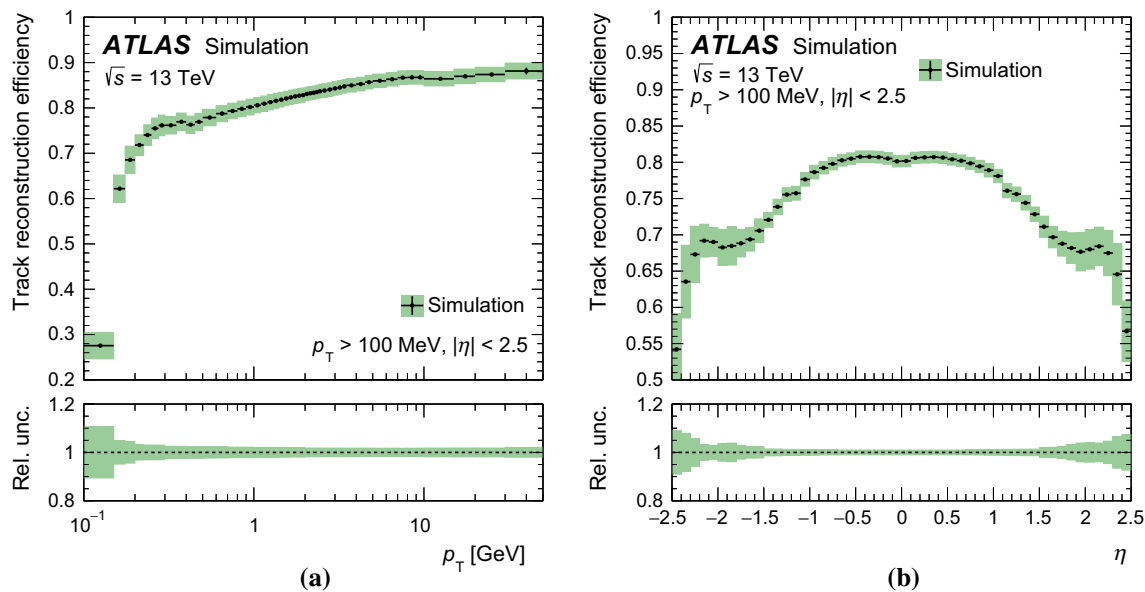 Track reconstruction efficiency
1
0.9
0.8
0.7
0.6
0.5
0.4
0.3
0.2
ATLAS Simulation
√s = 13 TeV
Simulation
p_T > 100 MeV, |η| < 2.5
Rel. unc.
1.2
1
0.8
10⁻¹ 1 10
p_T [GeV]
(a)
Track reconstruction efficiency
1
0.95
0.9
0.85
0.8
0.75
0.7
0.65
0.6
0.55
0.5
ATLAS Simulation
√s = 13 TeV
p_T > 100 MeV, |η| < 2.5
Simulation
Rel. unc.
1.2
1
0.8
−2.5 −2 −1.5 −1 −0.5 0 0.5 1 1.5 2 2.5
η
(b)